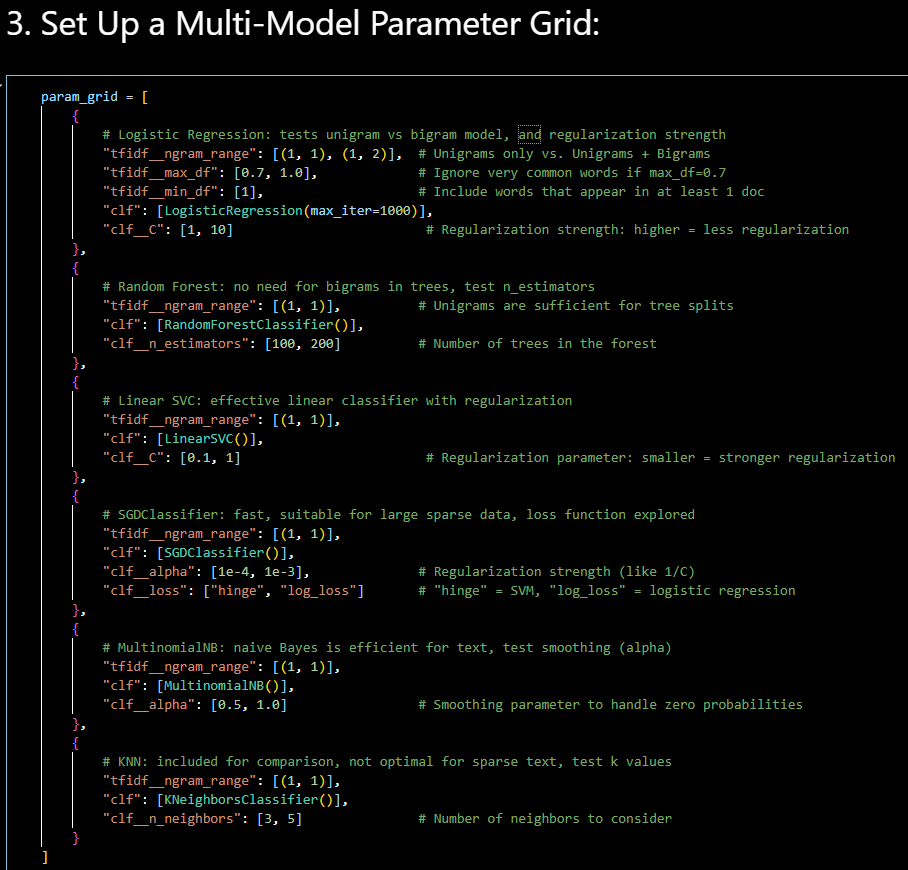 3. Set Up a Multi-Model Parameter Grid:
param_grid = [
    {
        # Logistic Regression: tests unigram vs bigram model, and regularization strength
        "tfidf__ngram_range": [(1, 1), (1, 2)],  # Unigrams only vs. Unigrams + Bigrams
        "tfidf__max_df": [0.7, 1.0],             # Ignore very common words if max_df=0.7
        "tfidf__min_df": [1],                    # Include words that appear in at least 1 doc
        "clf": [LogisticRegression(max_iter=1000)],
        "clf__C": [1, 10]                         # Regularization strength: higher = less regularization
    },
    {
        # Random Forest: no need for bigrams in trees, test n_estimators
        "tfidf__ngram_range": [(1, 1)],          # Unigrams are sufficient for tree splits
        "clf": [RandomForestClassifier()],
        "clf__n_estimators": [100, 200]          # Number of trees in the forest
    },
    {
        # Linear SVC: effective linear classifier with regularization
        "tfidf__ngram_range": [(1, 1)],
        "clf": [LinearSVC()],
        "clf__C": [0.1, 1]                        # Regularization parameter: smaller = stronger regularization
    },
    {
        # SGDClassifier: fast, suitable for large sparse data, loss function explored
        "tfidf__ngram_range": [(1, 1)],
        "clf": [SGDClassifier()],
        "clf__alpha": [1e-4, 1e-3],              # Regularization strength (like 1/C)
        "clf__loss": ["hinge", "log_loss"]       # "hinge" = SVM, "log_loss" = logistic regression
    },
    {
        # MultinomialNB: naive Bayes is efficient for text, test smoothing (alpha)
        "tfidf__ngram_range": [(1, 1)],
        "clf": [MultinomialNB()],
        "clf__alpha": [0.5, 1.0]                 # Smoothing parameter to handle zero probabilities
    },
    {
        # KNN: included for comparison, not optimal for sparse text, test k values
        "tfidf__ngram_range": [(1, 1)],
        "clf": [KNeighborsClassifier()],
        "clf__n_neighbors": [3, 5]               # Number of neighbors to consider
    }
]